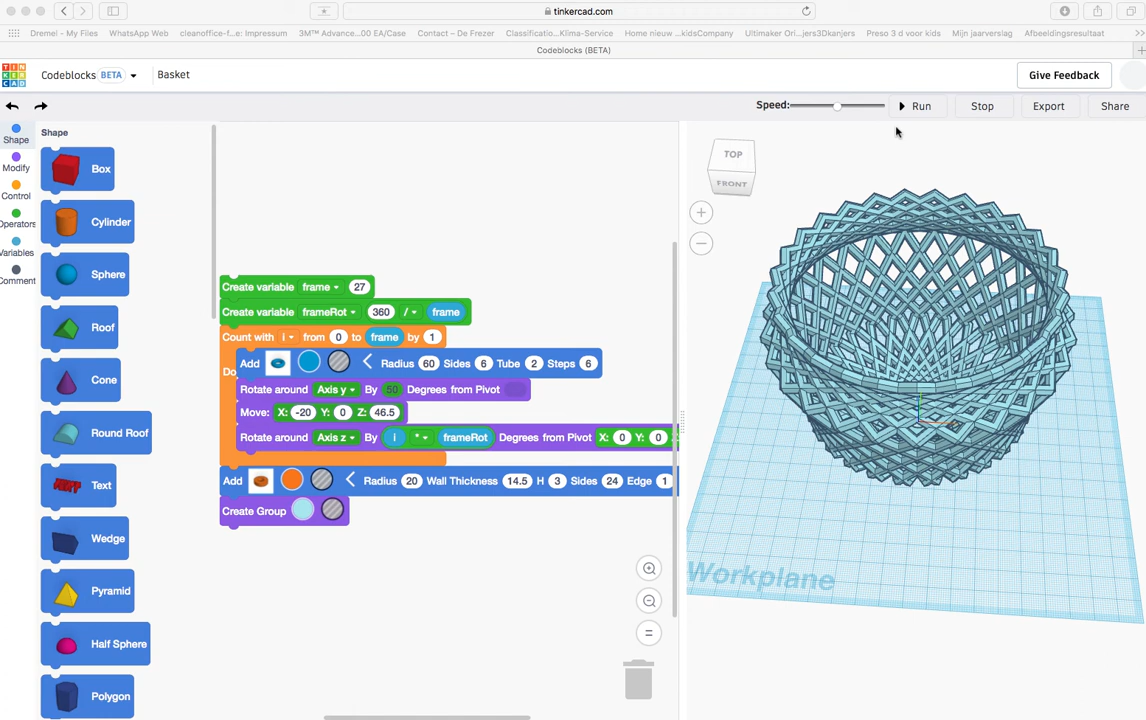 tinkercad.com
Dremel - My Files WhatsApp Web cleanoffice-f...e: Impressum 3M™ Advance...00 EA/Case Contact – De Frezer Classificatio...Klima-Service Home nieuw ...kidsCompany Ultimaker Ori...jers3Dkanjers Preso 3 d voor kids Mijn jaarverslag Afbeeldingsresultaat
Codeblocks (BETA)
TIN
KER
CAD
Codeblocks BETA Basket Give Feedback
Speed: Run Stop Export Share
Shape
Modify
Control
Operators
Variables
Comment
Shape
Box
Cylinder
Sphere
Roof
Cone
Round Roof
Text
Wedge
Pyramid
Half Sphere
Polygon
Create variable frame 27
Create variable frameRot 360 / frame
Count with i from 0 to frame by 1
Do
Add Radius 60 Sides 6 Tube 2 Steps 6
Rotate around Axis y By 50 Degrees from Pivot
Move: X: -20 Y: 0 Z: 46.5
Rotate around Axis z By i * frameRot Degrees from Pivot X: 0 Y: 0
Add Radius 20 Wall Thickness 14.5 H 3 Sides 24 Edge 1
Create Group
TOP
FRONT
Workplane